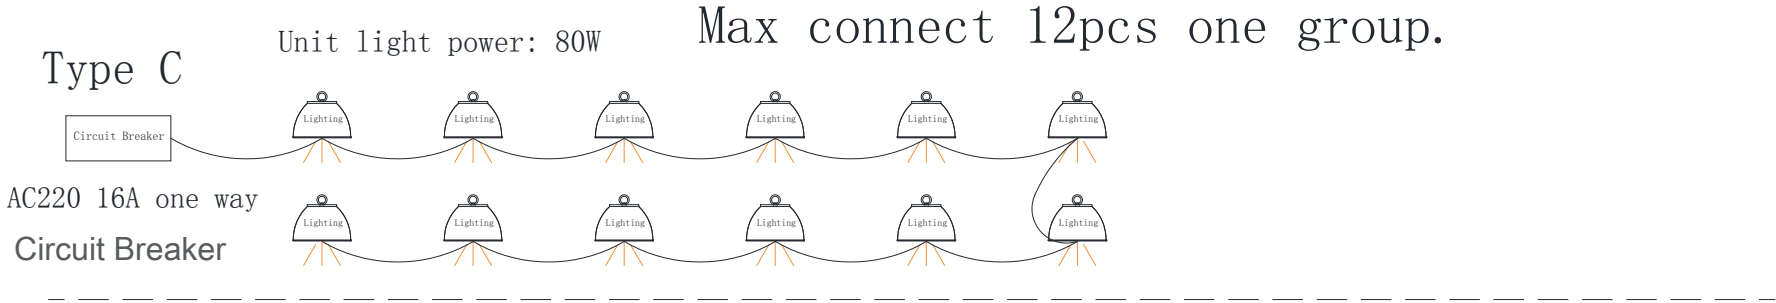 Max connect 12pcs one group.
Unit light power: 80W
Type C
Lighting Lighting Lighting Lighting Lighting Lighting
Circuit Breaker
AC220 16A one way
Lighting Lighting Lighting Lighting Lighting Lighting
Circuit Breaker